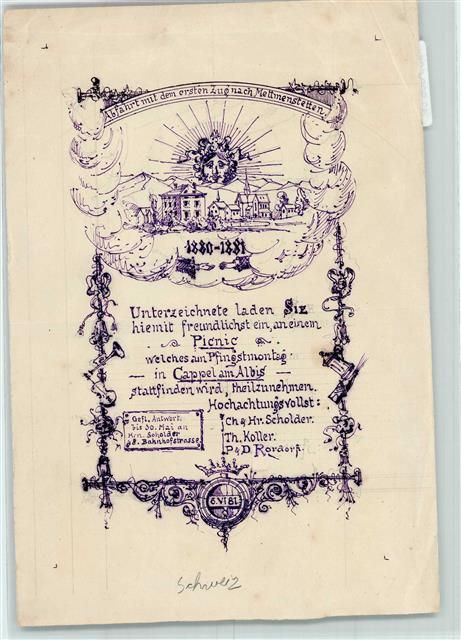 Abfahrt mit dem ersten Zug nach Mettmenstetten.
1880-1881
Unterzeichnete laden SIE
hiemit freundlichst ein, an einem
Picnic
welches am Pfingstmontag
— in Cappel am Albis —
stattfinden wird, theilzunehmen.
Hochachtungsvollst:
Ch & Hr. Scholder.
Th. Koller.
P & D Rordorf.
Gefl. Antwort
bis 30. Mai an
Hrn. Scholder
48. Bahnhofstrasse
6.VI 81.
Schweiz